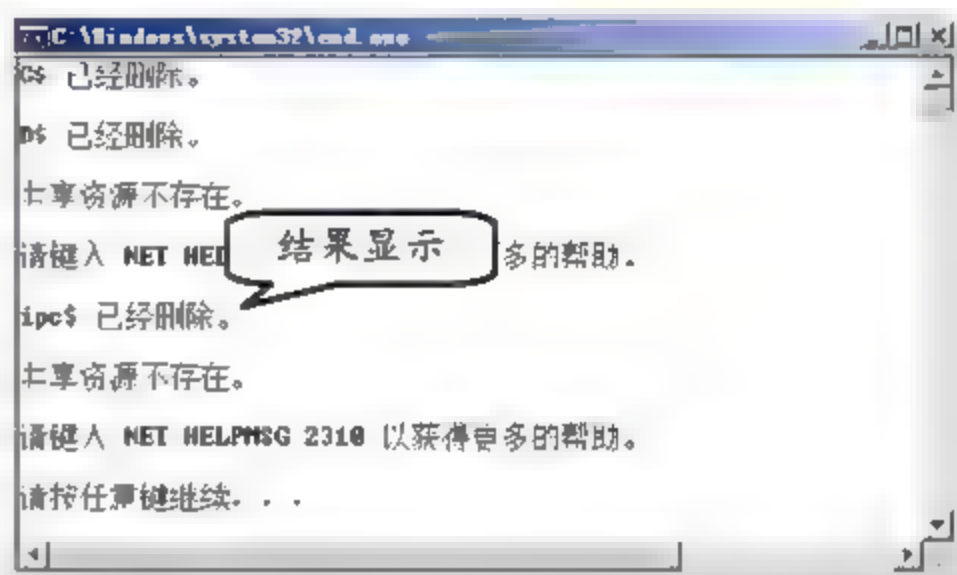 C:\Windows\system32\cmd.exe
C$ 已经删除。
D$ 已经删除。
共享资源不存在。
请键入 NET HEL 多的帮助。
结果显示
ipc$ 已经删除。
共享资源不存在。
请键入 NET HELPMSG 2310 以获得更多的帮助。
请按任意键继续. . .